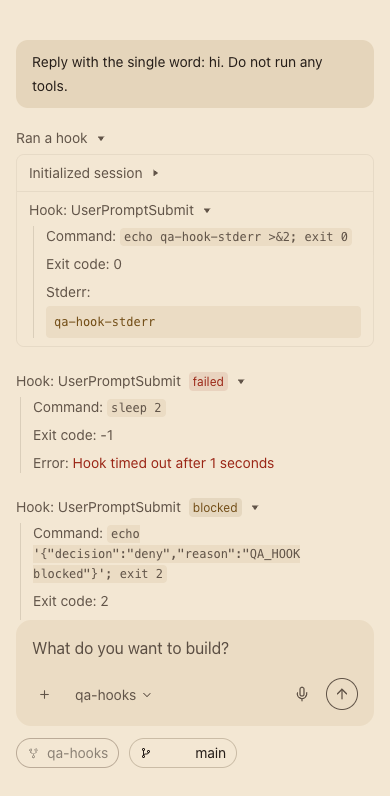 Reply with the single word: hi. Do not run any
tools.
Ran a hook
Initialized session
Hook: UserPromptSubmit
Command: echo qa-hook-stderr >&2; exit 0
Exit code: 0
Stderr:
qa-hook-stderr
Hook: UserPromptSubmit failed
Command: sleep 2
Exit code: -1
Error: Hook timed out after 1 seconds
Hook: UserPromptSubmit blocked
Command: echo
'{"decision":"deny","reason":"QA_HOOK
blocked"}'; exit 2
Exit code: 2
What do you want to build?
qa-hooks
qa-hooks main